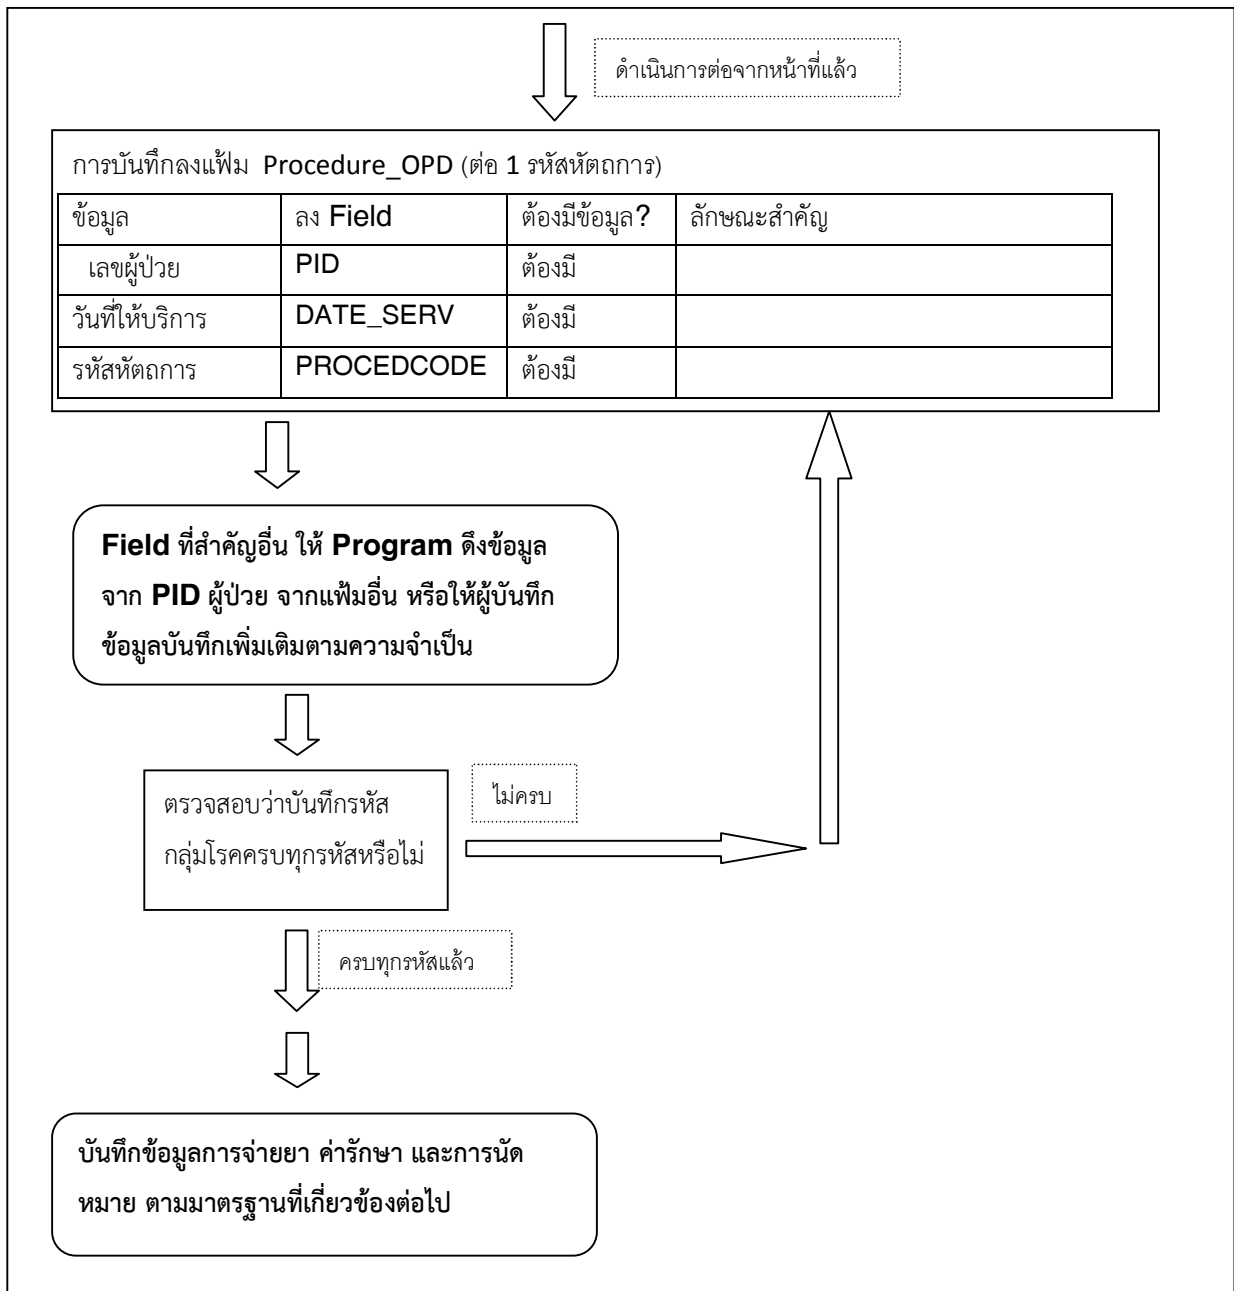 ดำเนินการต่อจากหน้าที่แล้ว
การบันทึกลงแฟ้ม Procedure_OPD (ต่อ 1 รหัสหัตถการ)
ข้อมูล ลง Field ต้องมีข้อมูล? ลักษณะสำคัญ
เลขผู้ป่วย PID ต้องมี
วันที่ให้บริการ DATE_SERV ต้องมี
รหัสหัตถการ PROCEDCODE ต้องมี
Field ที่สำคัญอื่น ให้ Program ดึงข้อมูล
จาก PID ผู้ป่วย จากแฟ้มอื่น หรือให้ผู้บันทึก
ข้อมูลบันทึกเพิ่มเติมตามความจำเป็น
ตรวจสอบว่าบันทึกรหัส
กลุ่มโรคครบทุกรหัสหรือไม่
ไม่ครบ
ครบทุกรหัสแล้ว
บันทึกข้อมูลการจ่ายยา ค่ารักษา และการนัด
หมาย ตามมาตรฐานที่เกี่ยวข้องต่อไป